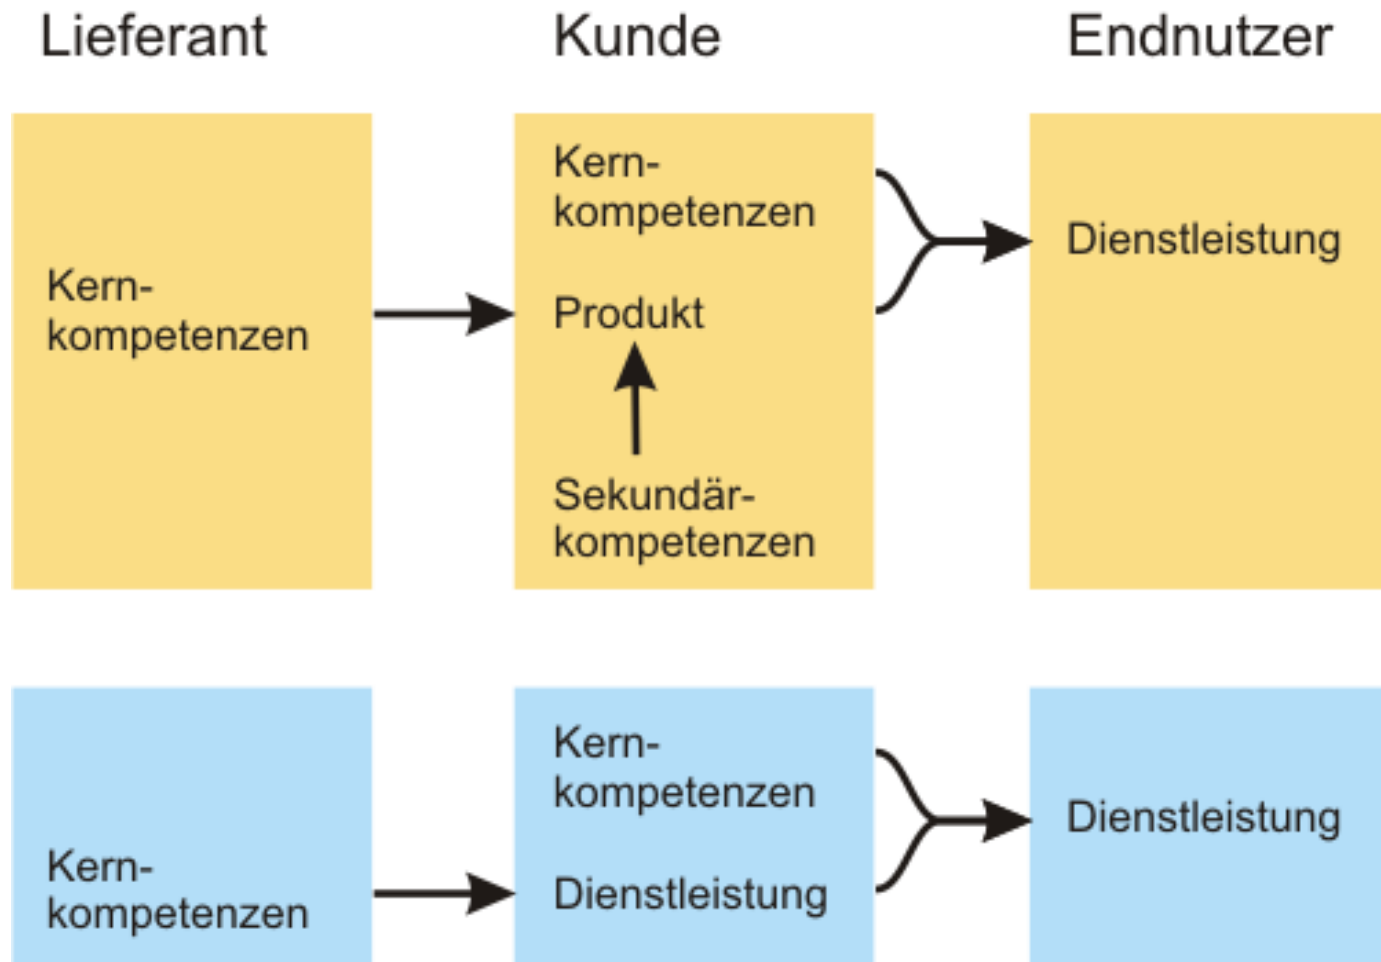 Lieferant
Kunde
Endnutzer
Kern-
kompetenzen
Kern-
kompetenzen
Produkt
Sekundär-
kompetenzen
Dienstleistung
Kern-
kompetenzen
Kern-
kompetenzen
Dienstleistung
Dienstleistung